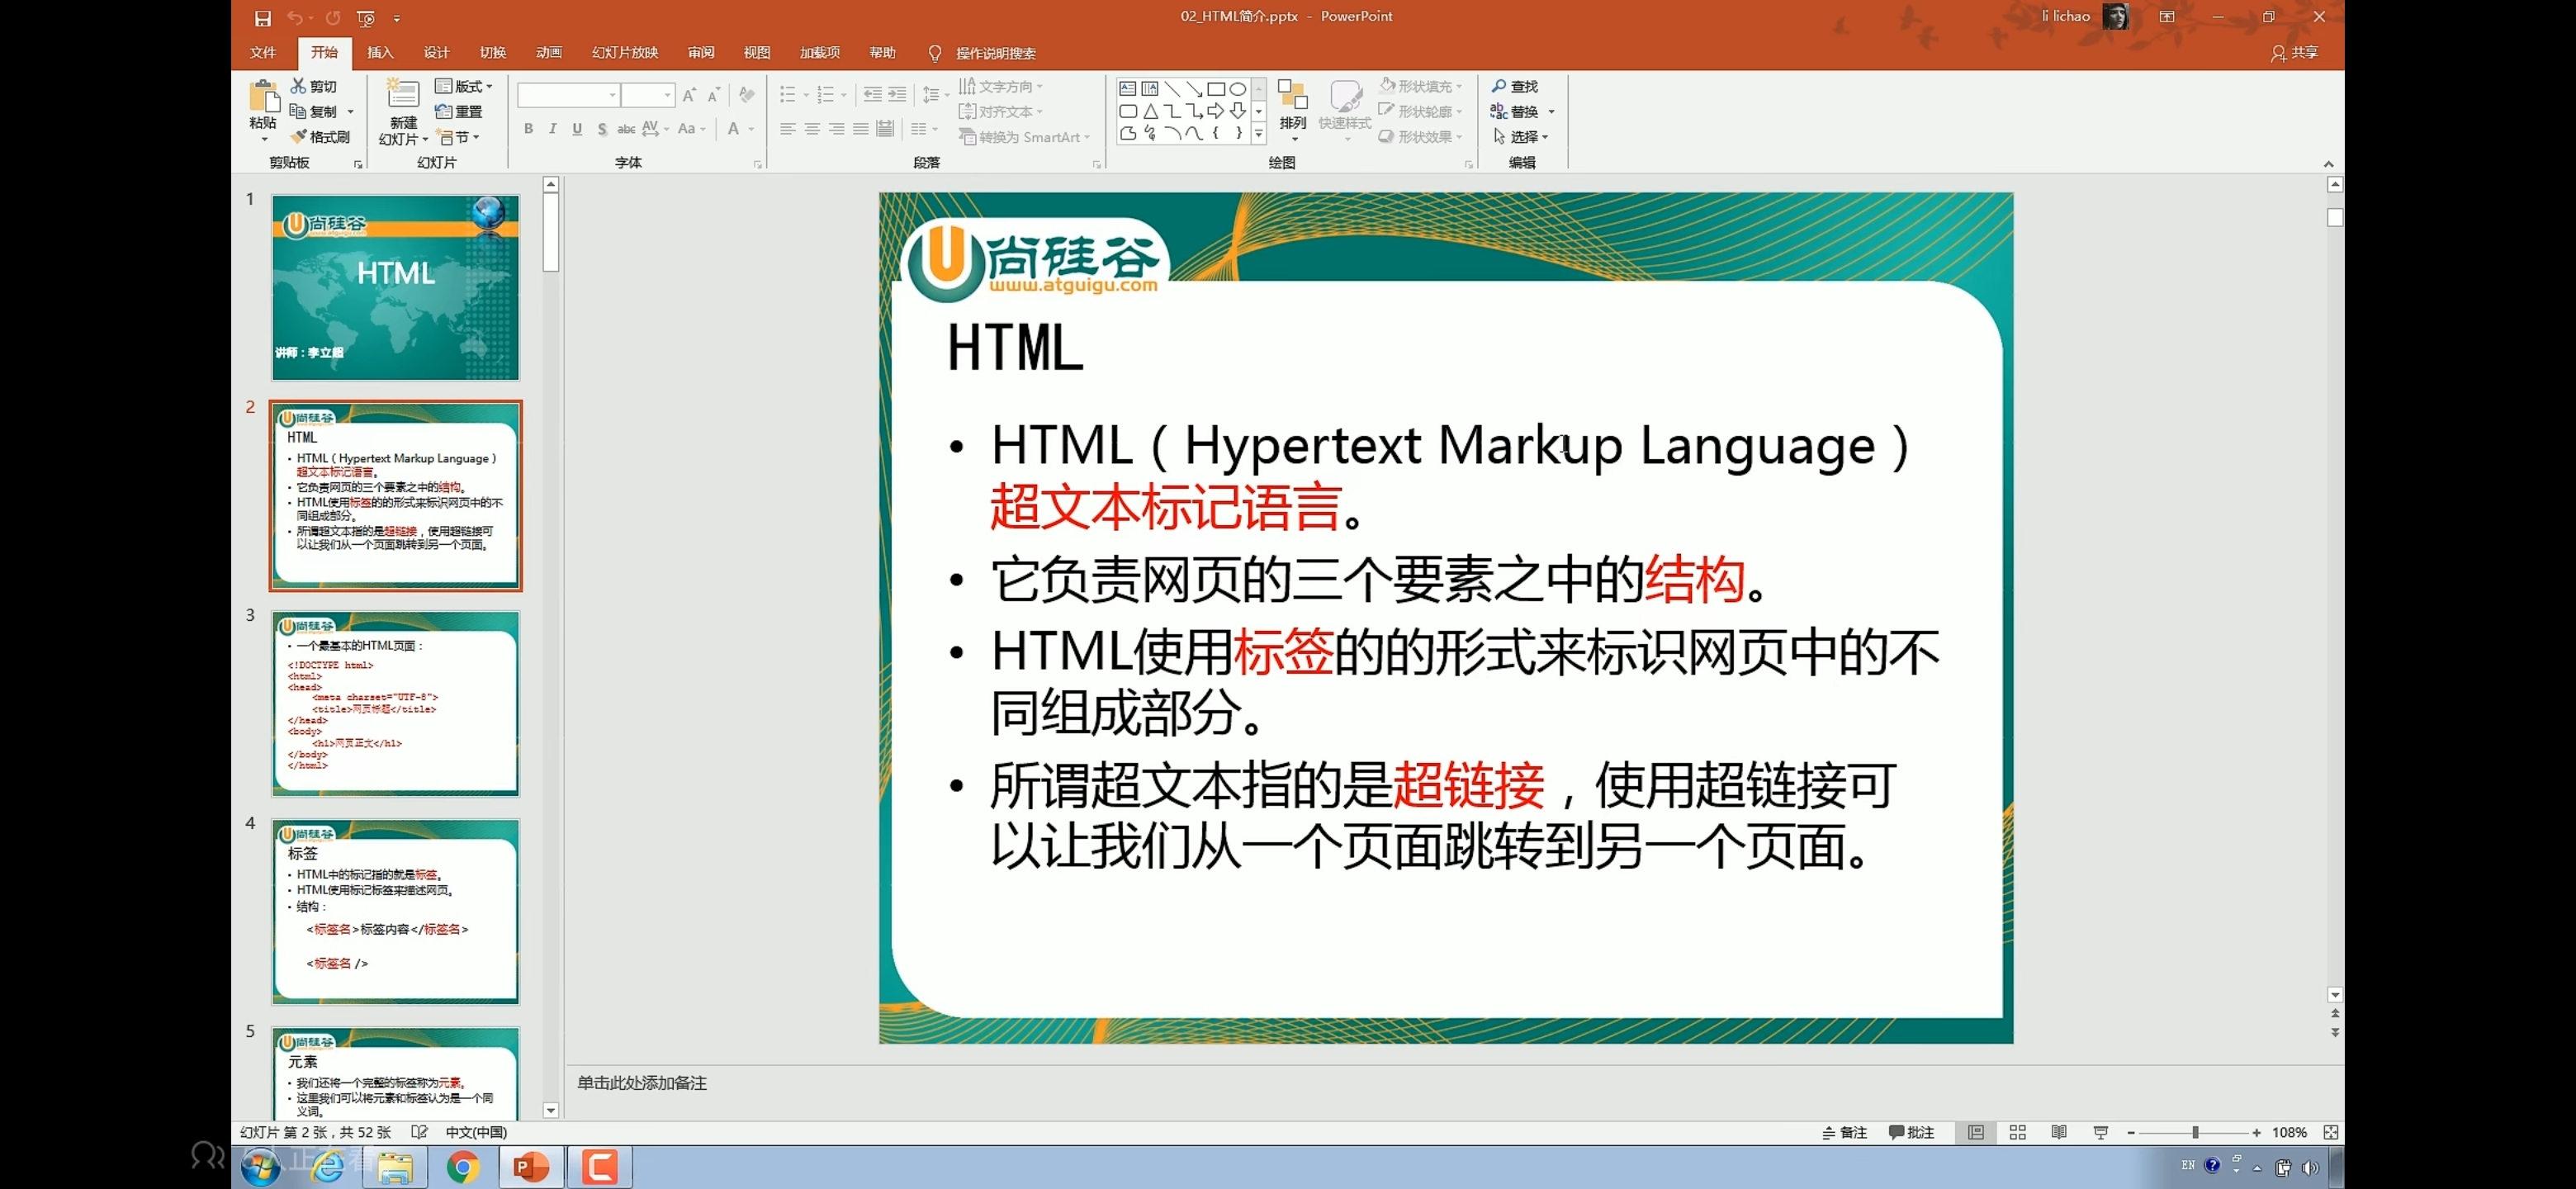 02_HTML简介.pptx - PowerPoint
li lichao
文件 开始 插入 设计 切换 动画 幻灯片放映 审阅 视图 加载项 帮助 操作说明搜索 共享
粘贴 剪切 复制 格式刷 剪贴板
新建 幻灯片 版式 重置 节 幻灯片
B I U S abc AV Aa A 字体
文字方向 对齐文本 转换为 SmartArt 段落
排列 快速样式 形状填充 形状轮廓 形状效果 绘图
查找 替换 选择 编辑
1
尚硅谷
HTML
讲师：李立超
2
尚硅谷
HTML
• HTML（Hypertext Markup Language）
超文本标记语言。
• 它负责网页的三个要素之中的结构。
• HTML使用标签的的形式来标识网页中的不
同组成部分。
• 所谓超文本指的是超链接，使用超链接可
以让我们从一个页面跳转到另一个页面。
3
尚硅谷
• 一个最基本的HTML页面：
<!DOCTYPE html>
<html>
<head>
<meta charset="UTF-8">
<title>网页标题</title>
</head>
<body>
<h1>网页正文</h1>
</body>
</html>
4
尚硅谷
标签
• HTML中的标记指的就是标签。
• HTML使用标记标签来描述网页。
• 结构：
<标签名>标签内容</标签名>
<标签名 />
5
尚硅谷
元素
• 我们还将一个完整的标签称为元素。
• 这里我们可以将元素和标签认为是一个同
义词。
尚硅谷
www.atguigu.com
HTML
• HTML（Hypertext Markup Language）
超文本标记语言。
• 它负责网页的三个要素之中的结构。
• HTML使用标签的的形式来标识网页中的不
同组成部分。
• 所谓超文本指的是超链接，使用超链接可
以让我们从一个页面跳转到另一个页面。
单击此处添加备注
幻灯片 第 2 张，共 52 张 中文(中国) 备注 批注 108%
EN